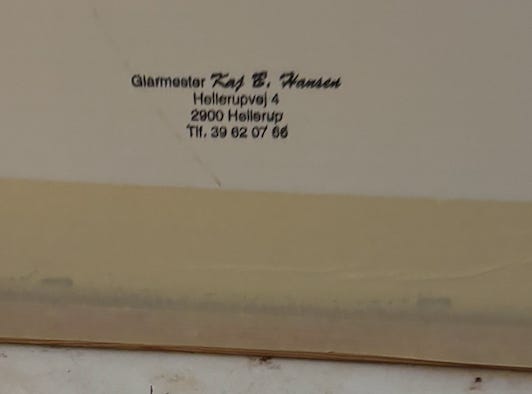 Glarmester Kaj B. Hansen
Hellerupvej 4
2900 Hellerup
Tlf. 39 62 07 66